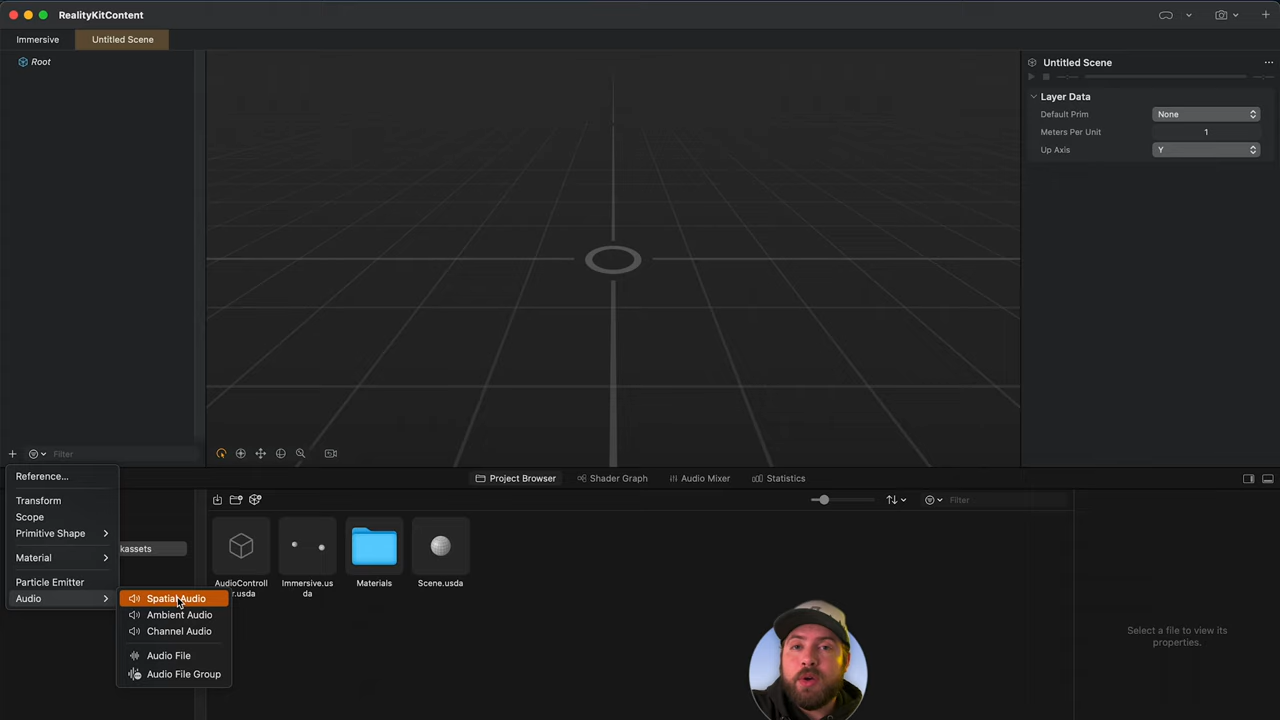 RealityKitContent
Immersive
Untitled Scene
Root
Untitled Scene
Layer Data
Default Prim
None
Meters Per Unit
1
Up Axis
Y
Filter
Reference...
Transform
Scope
Primitive Shape
Material
Particle Emitter
Audio
Spatial Audio
Ambient Audio
Channel Audio
Audio File
Audio File Group
kassets
Project Browser
Shader Graph
Audio Mixer
Statistics
Filter
AudioControll
er.usda
Immersive.us
da
Materials
Scene.usda
Select a file to view its
properties.